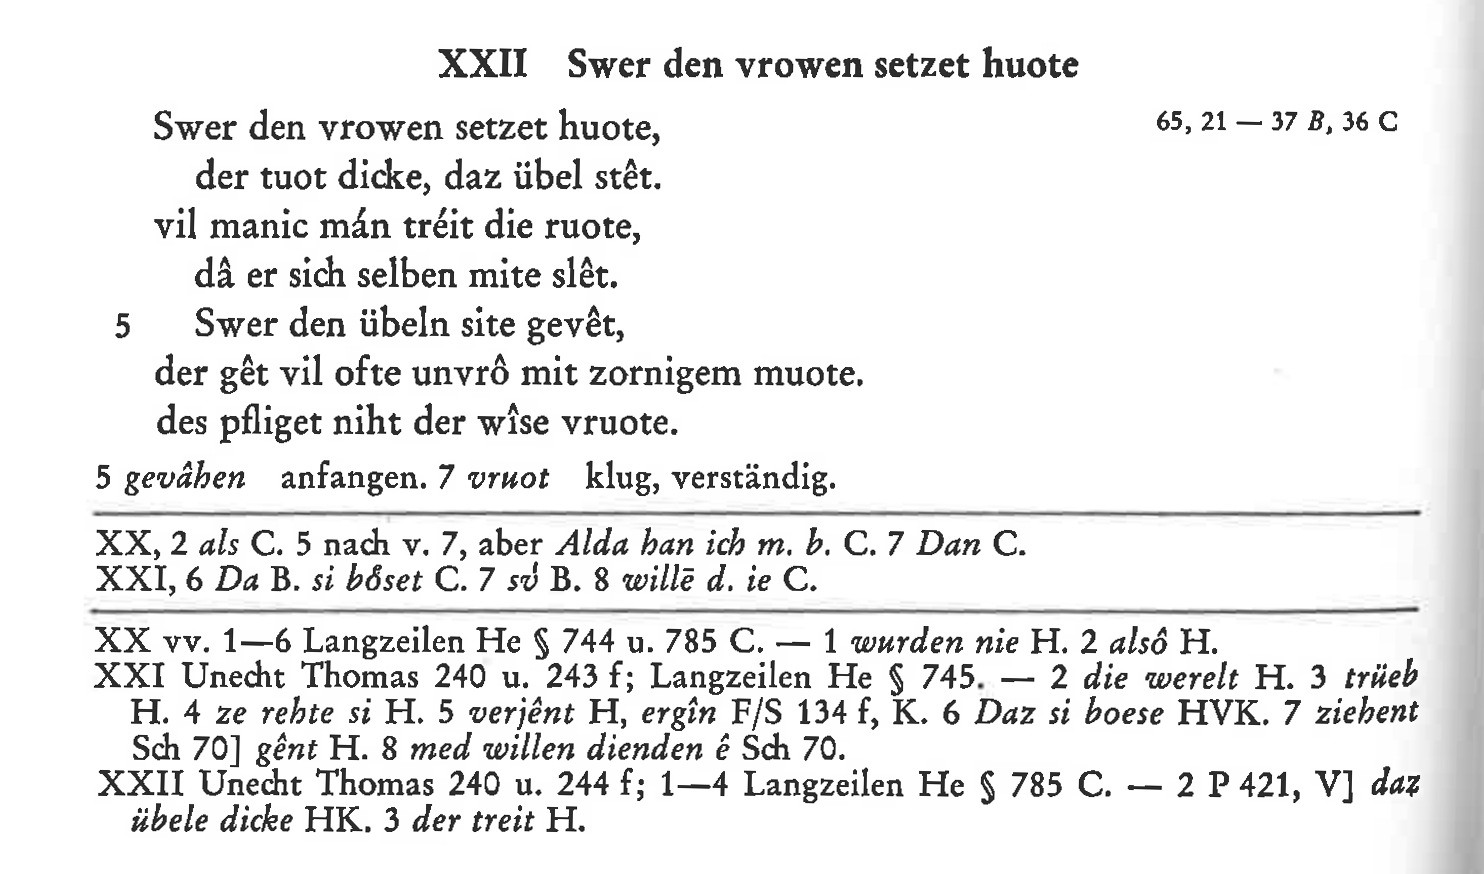 XXII Swer den vrowen setzet huote
Swer den vrowen setzet huote,
65, 21 — 37 B, 36 C
der tuot dicke, daz übel stêt.
vil manic mán tréit die ruote,
dâ er sich selben mite slêt.
5 Swer den übeln site gevêt,
der gêt vil ofte unvrô mit zornigem muote.
des pfliget niht der wîse vruote.
5 gevâhen anfangen. 7 vruot klug, verständig.
XX, 2 als C. 5 nach v. 7, aber Alda han ich m. b. C. 7 Dan C.
XXI, 6 Da B. si boͤset C. 7 B. 8 willē d. ie C.
XX vv. 1—6 Langzeilen He § 744 u. 785 C. — 1 wurden nie H. 2 alsô H.
XXI Unecht Thomas 240 u. 243 f; Langzeilen He § 745. — 2 die werelt H. 3 trüeb
H. 4 ze rehte si H. 5 verjênt H, ergîn F/S 134 f, K. 6 Daz si boese HVK. 7 ziehent
Sch 70] gênt H. 8 med willen dienden ê Sch 70.
XXII Unecht Thomas 240 u. 244 f; 1—4 Langzeilen He § 785 C. — 2 P 421, V] daz
übele dicke HK. 3 der treit H.